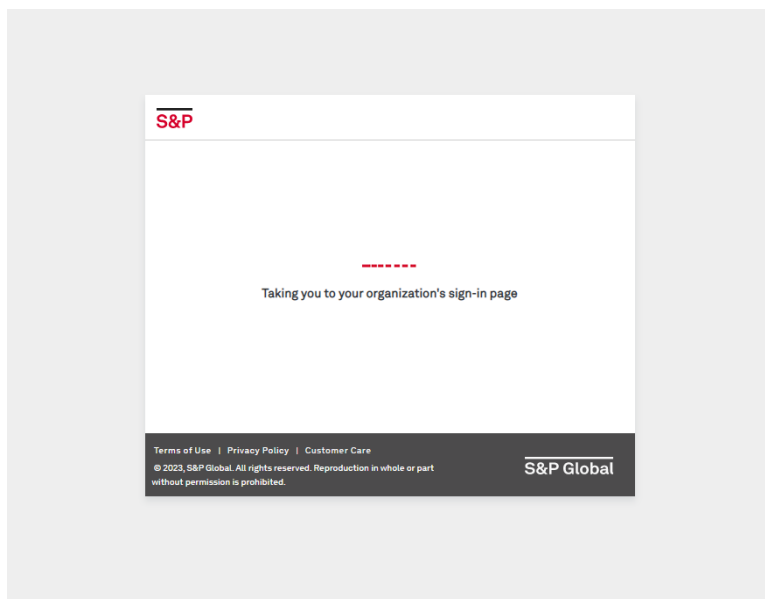 S&P
Taking you to your organization's sign-in page
Terms of Use | Privacy Policy | Customer Care
© 2023, S&P Global. All rights reserved. Reproduction in whole or part
without permission is prohibited.
S&P Global